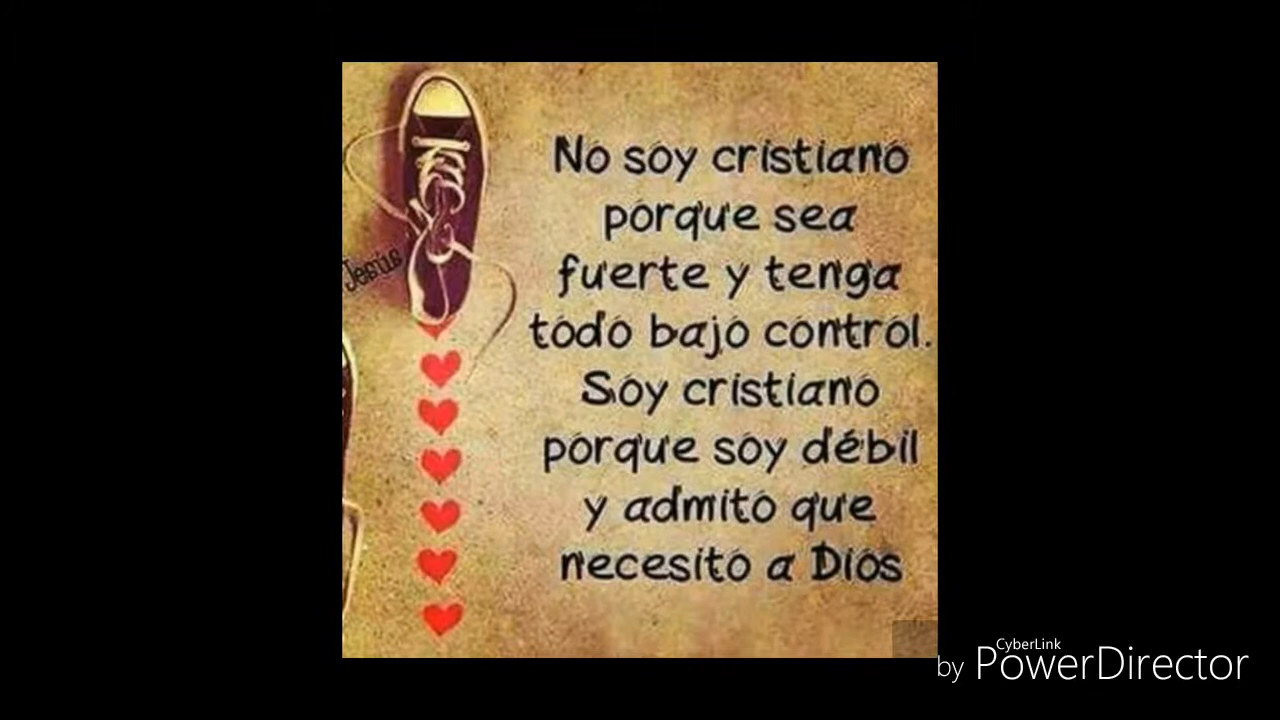 No soy cristiano
porque sea
fuerte y tenga
todo bajo control.
Soy cristiano
porque soy débil
y admito que
necesito a Dios
Jesús
CyberLink
by PowerDirector